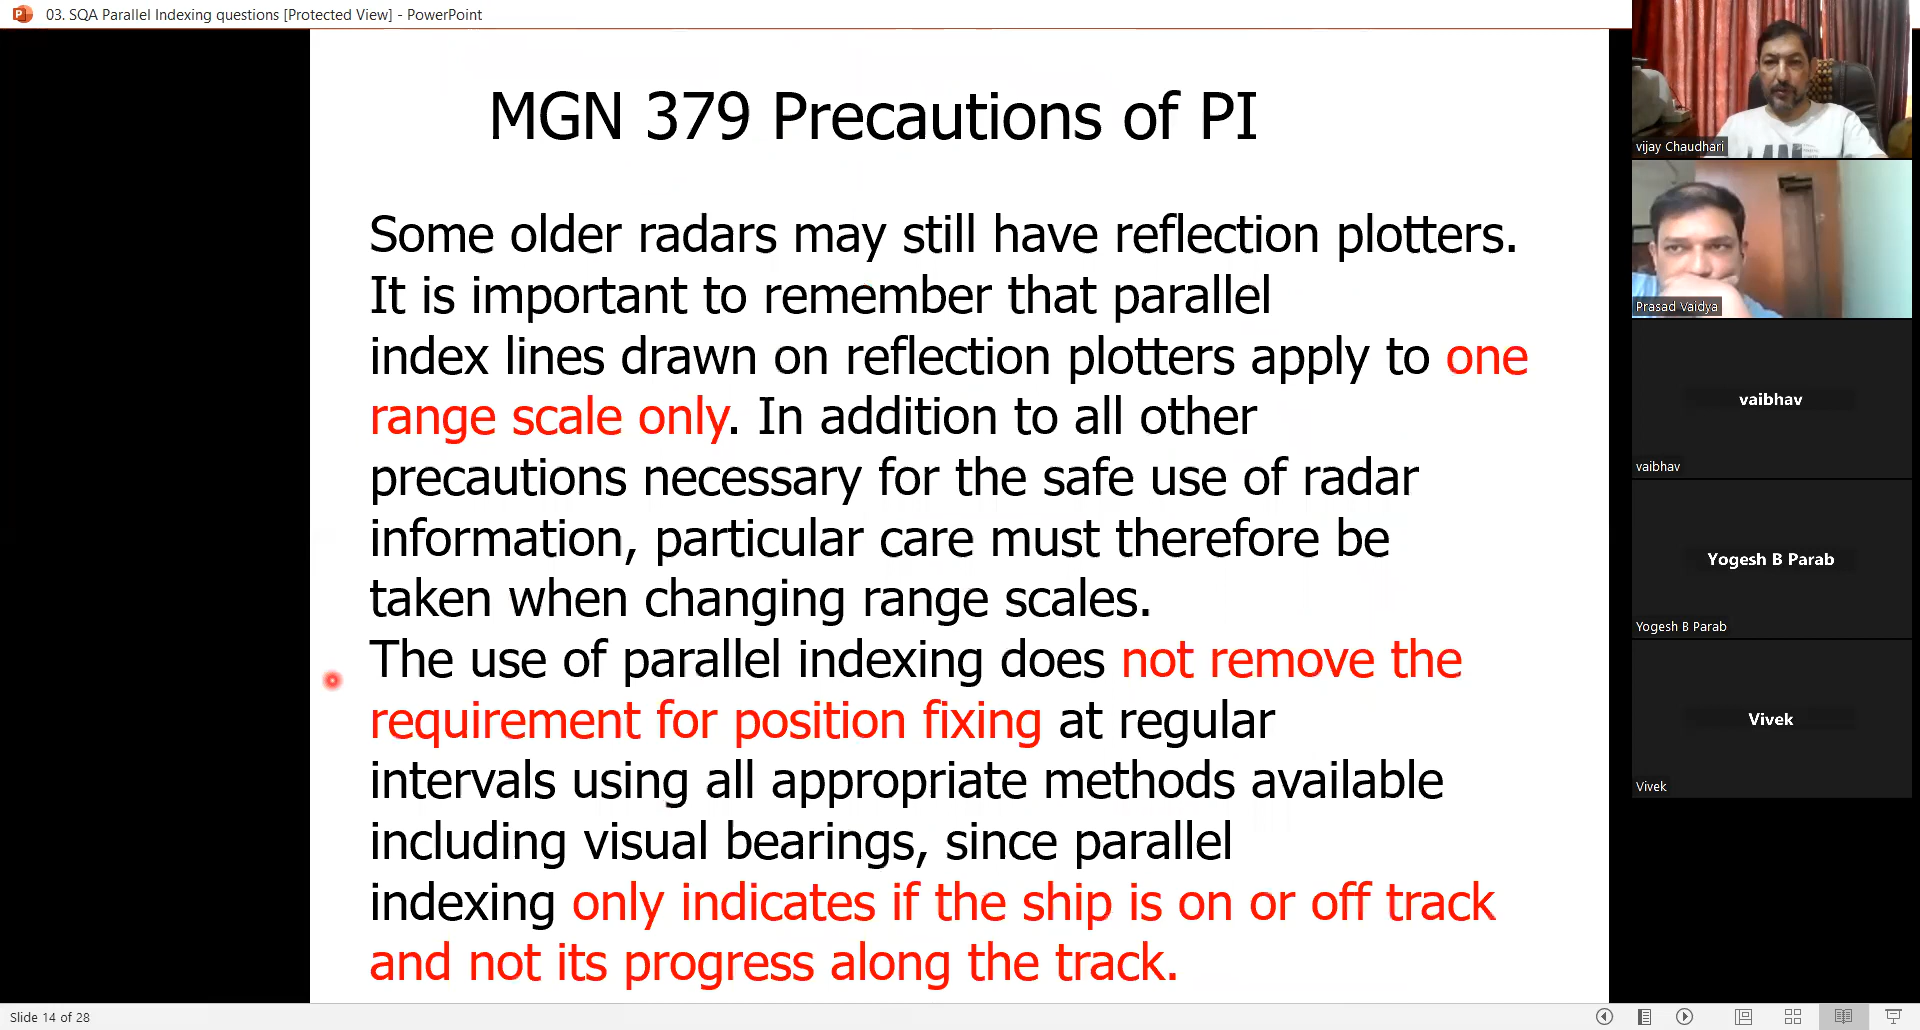 03. SQA Parallel Indexing questions [Protected View] - PowerPoint
MGN 379 Precautions of PI
Some older radars may still have reflection plotters.
It is important to remember that parallel
index lines drawn on reflection plotters apply to one
range scale only. In addition to all other
precautions necessary for the safe use of radar
information, particular care must therefore be
taken when changing range scales.
The use of parallel indexing does not remove the
requirement for position fixing at regular
intervals using all appropriate methods available
including visual bearings, since parallel
indexing only indicates if the ship is on or off track
and not its progress along the track.
vijay Chaudhari
Prasad Vaidya
vaibhav
vaibhav
Yogesh B Parab
Yogesh B Parab
Vivek
Vivek
Slide 14 of 28